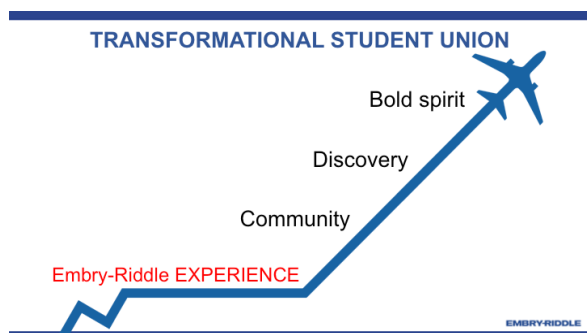 TRANSFORMATIONAL STUDENT UNION
Bold spirit
Discovery
Community
Embry-Riddle EXPERIENCE
EMBRY-RIDDLE